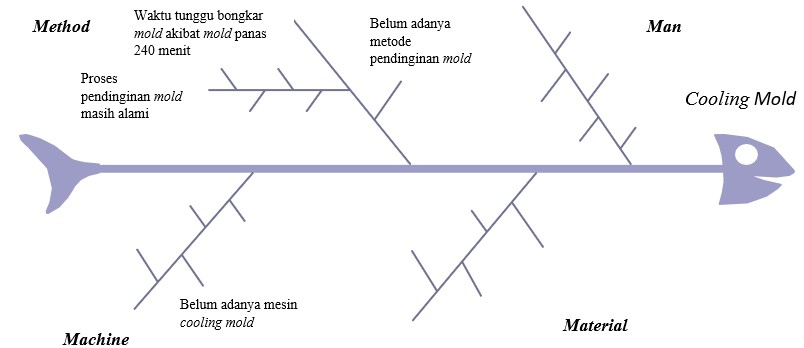 Method
Waktu tunggu bongkar
mold akibat mold panas
240 menit
Belum adanya
metode
pendinginan mold
Man
Proses
pendinginan mold
masih alami
Cooling Mold
Belum adanya mesin
cooling mold
Machine
Material